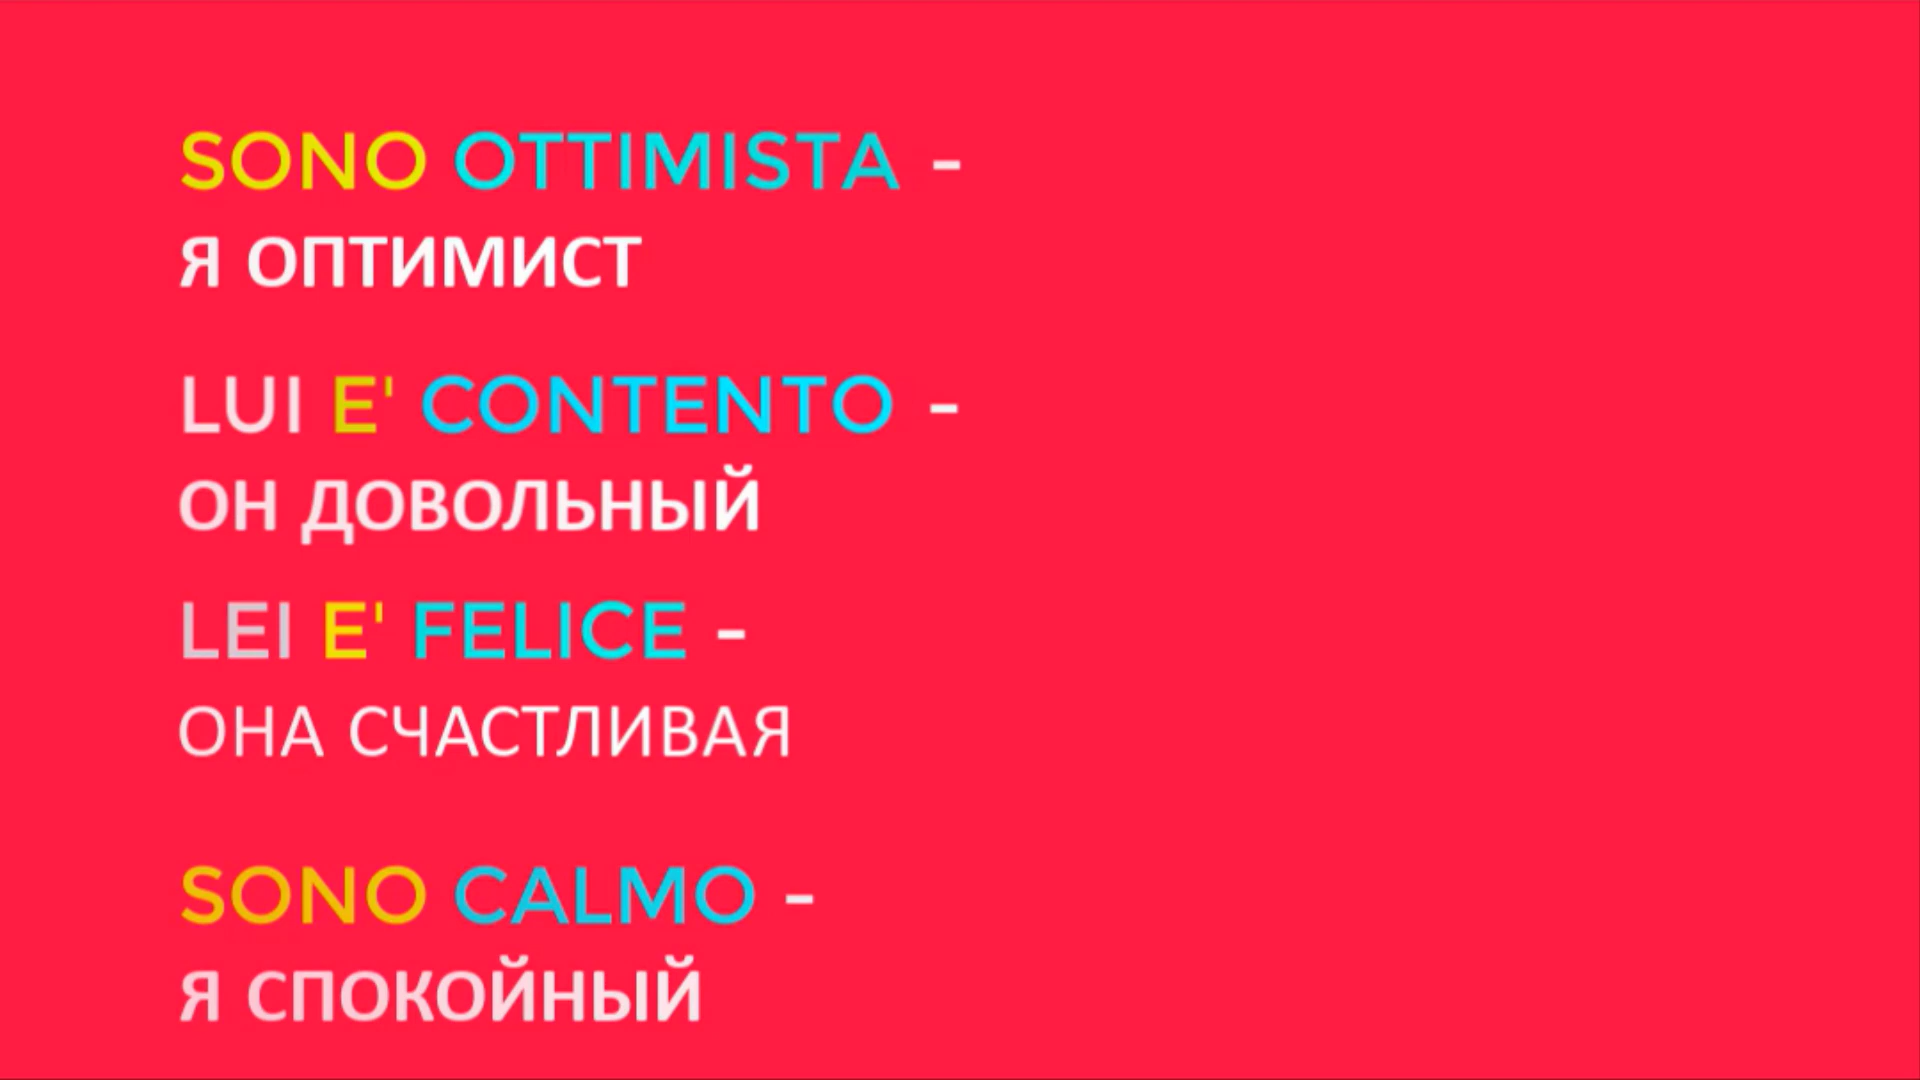 SONO OTTIMISTA -
Я ОПТИМИСТ
LUI E' CONTENTO -
ОН ДОВОЛЬНЫЙ
LEI E' FELICE -
ОНА СЧАСТЛИВАЯ
SONO CALMO -
Я СПОКОЙНЫЙ